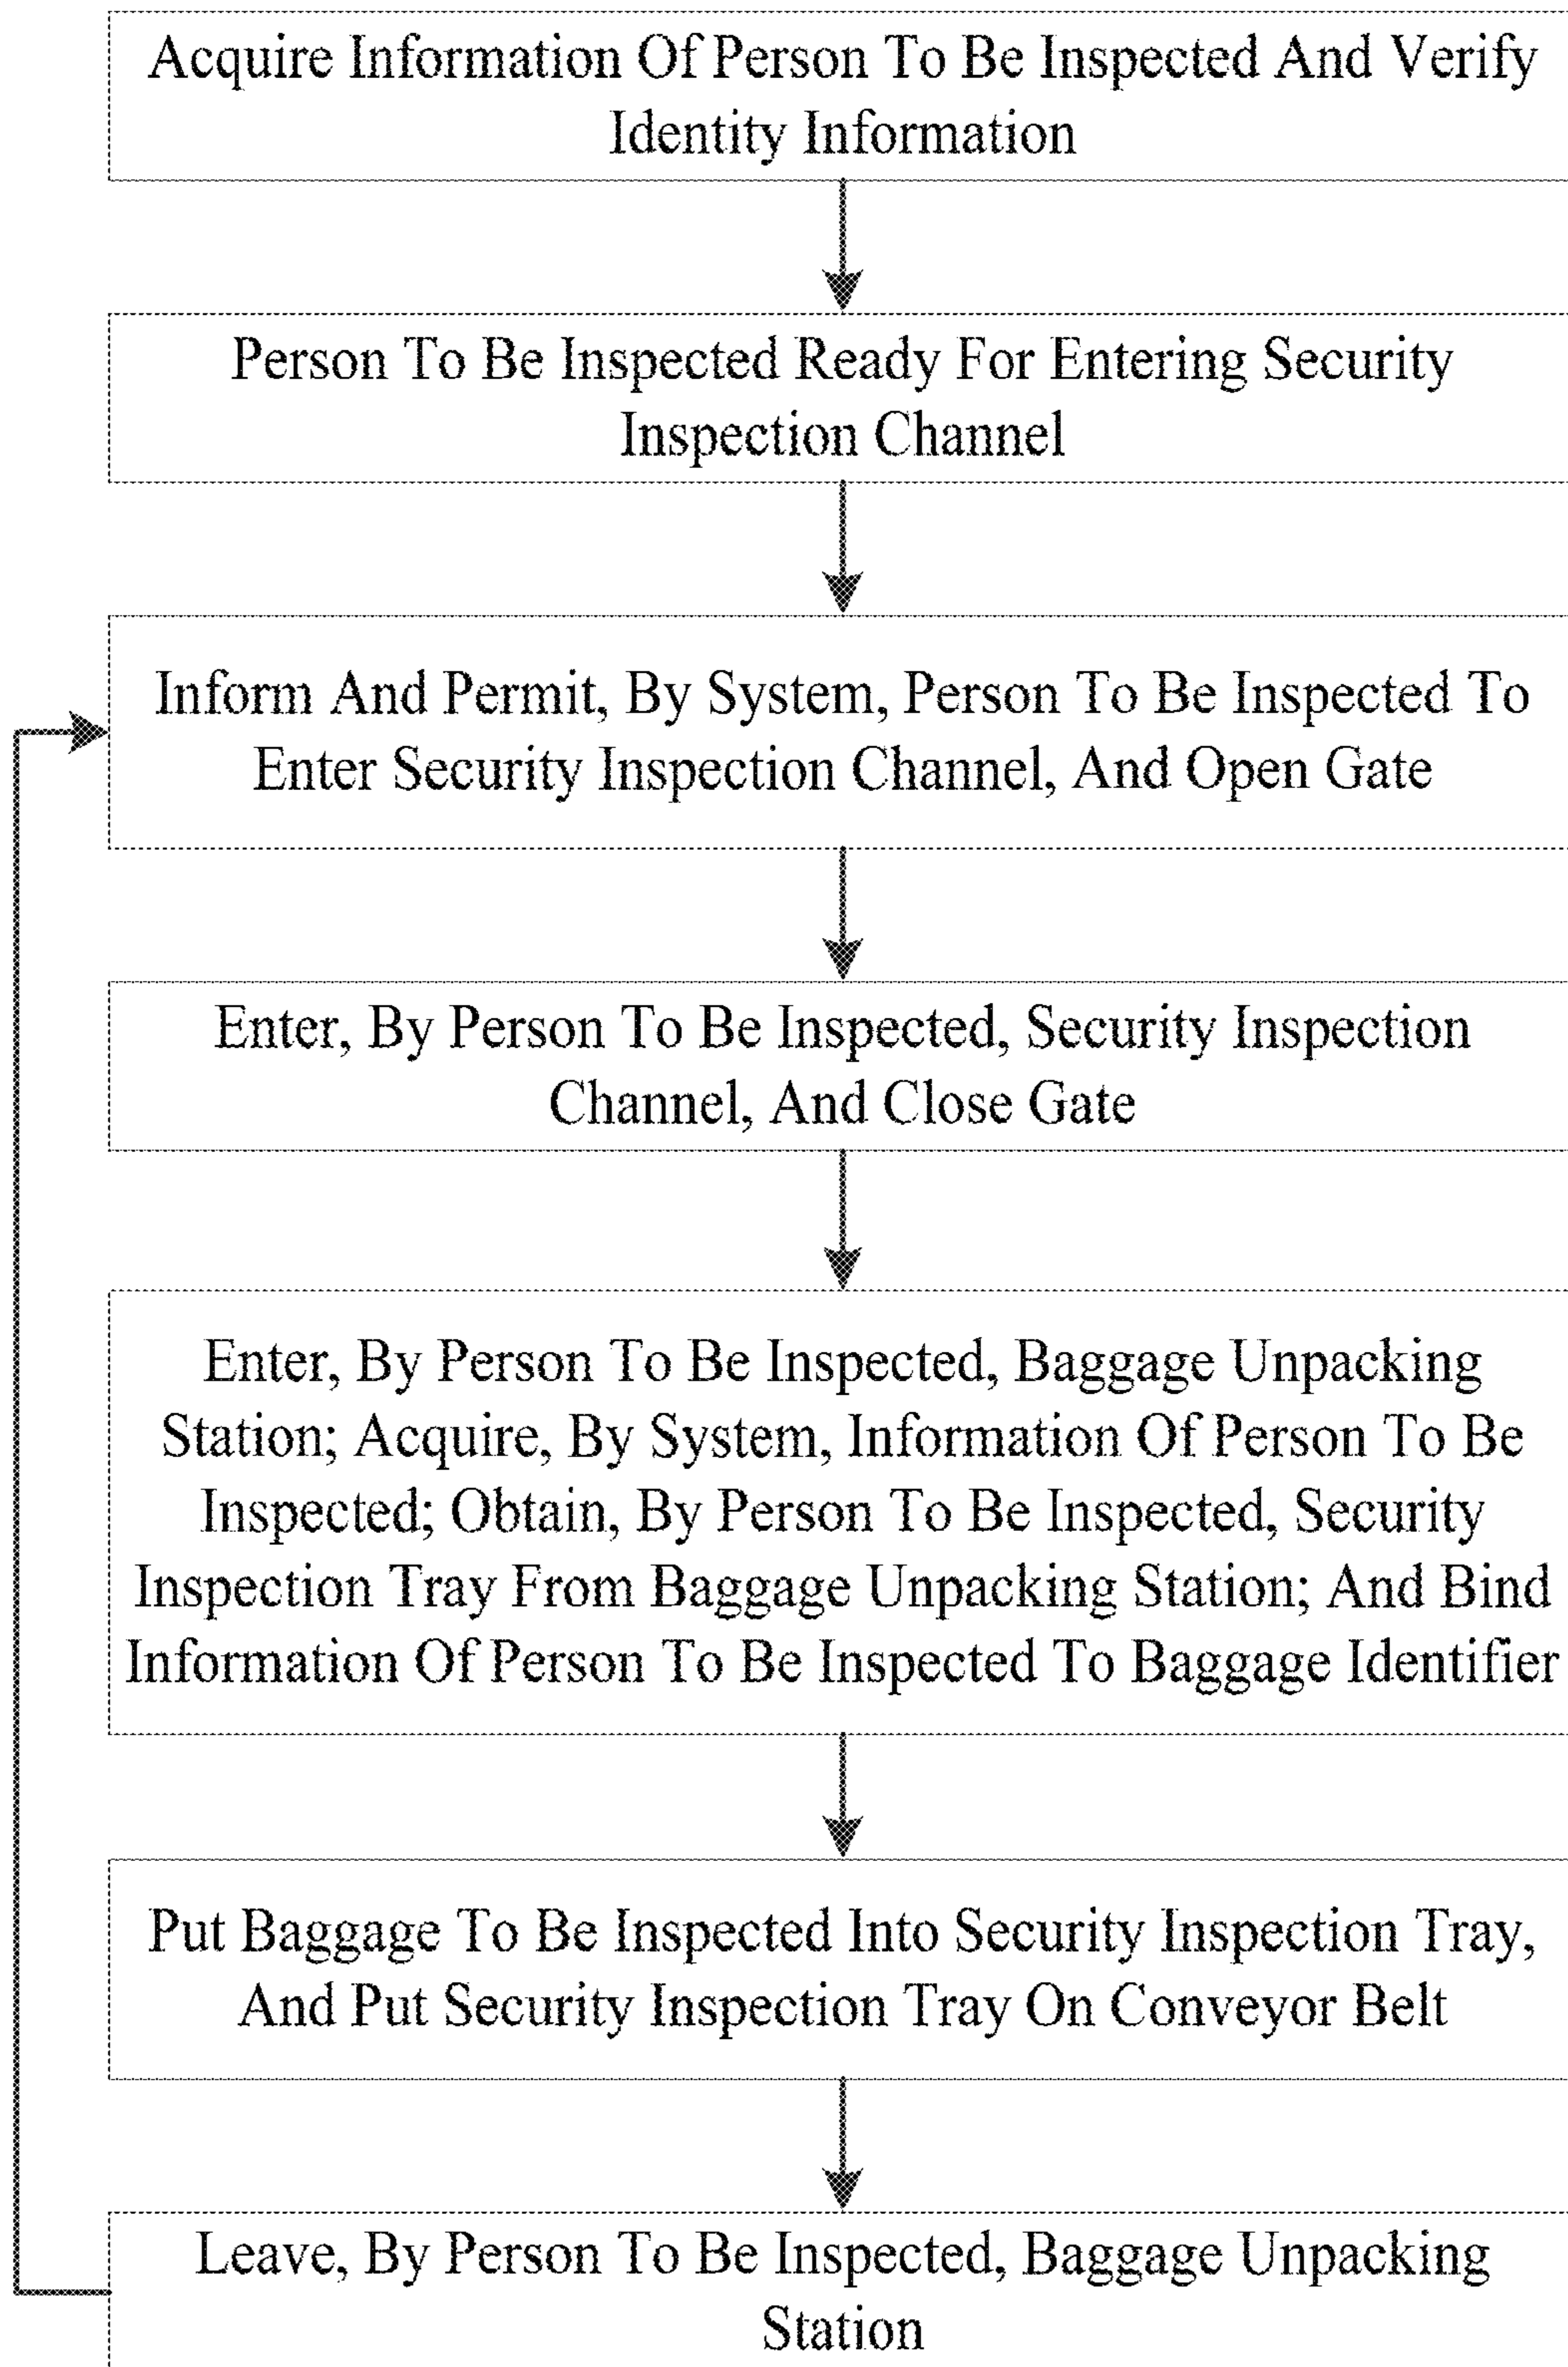 Acquire Information Of Person To Be Inspected And Verify
Identity Information
Person To Be Inspected Ready For Entering Security
Inspection Channel
Inform And Permit, By System, Person To Be Inspected To
Enter Security Inspection Channel, And Open Gate
Enter, By Person To Be Inspected, Security Inspection
Channel, And Close Gate
Enter, By Person To Be Inspected, Baggage Unpacking
Station; Acquire, By System, Information Of Person To Be
Inspected; Obtain, By Person To Be Inspected, Security
Inspection Tray From Baggage Unpacking Station; And Bind
Information Of Person To Be Inspected To Baggage Identifier
Put Baggage To Be Inspected Into Security Inspection Tray,
And Put Security Inspection Tray On Conveyor Belt
Leave, By Person To Be Inspected, Baggage Unpacking
Station